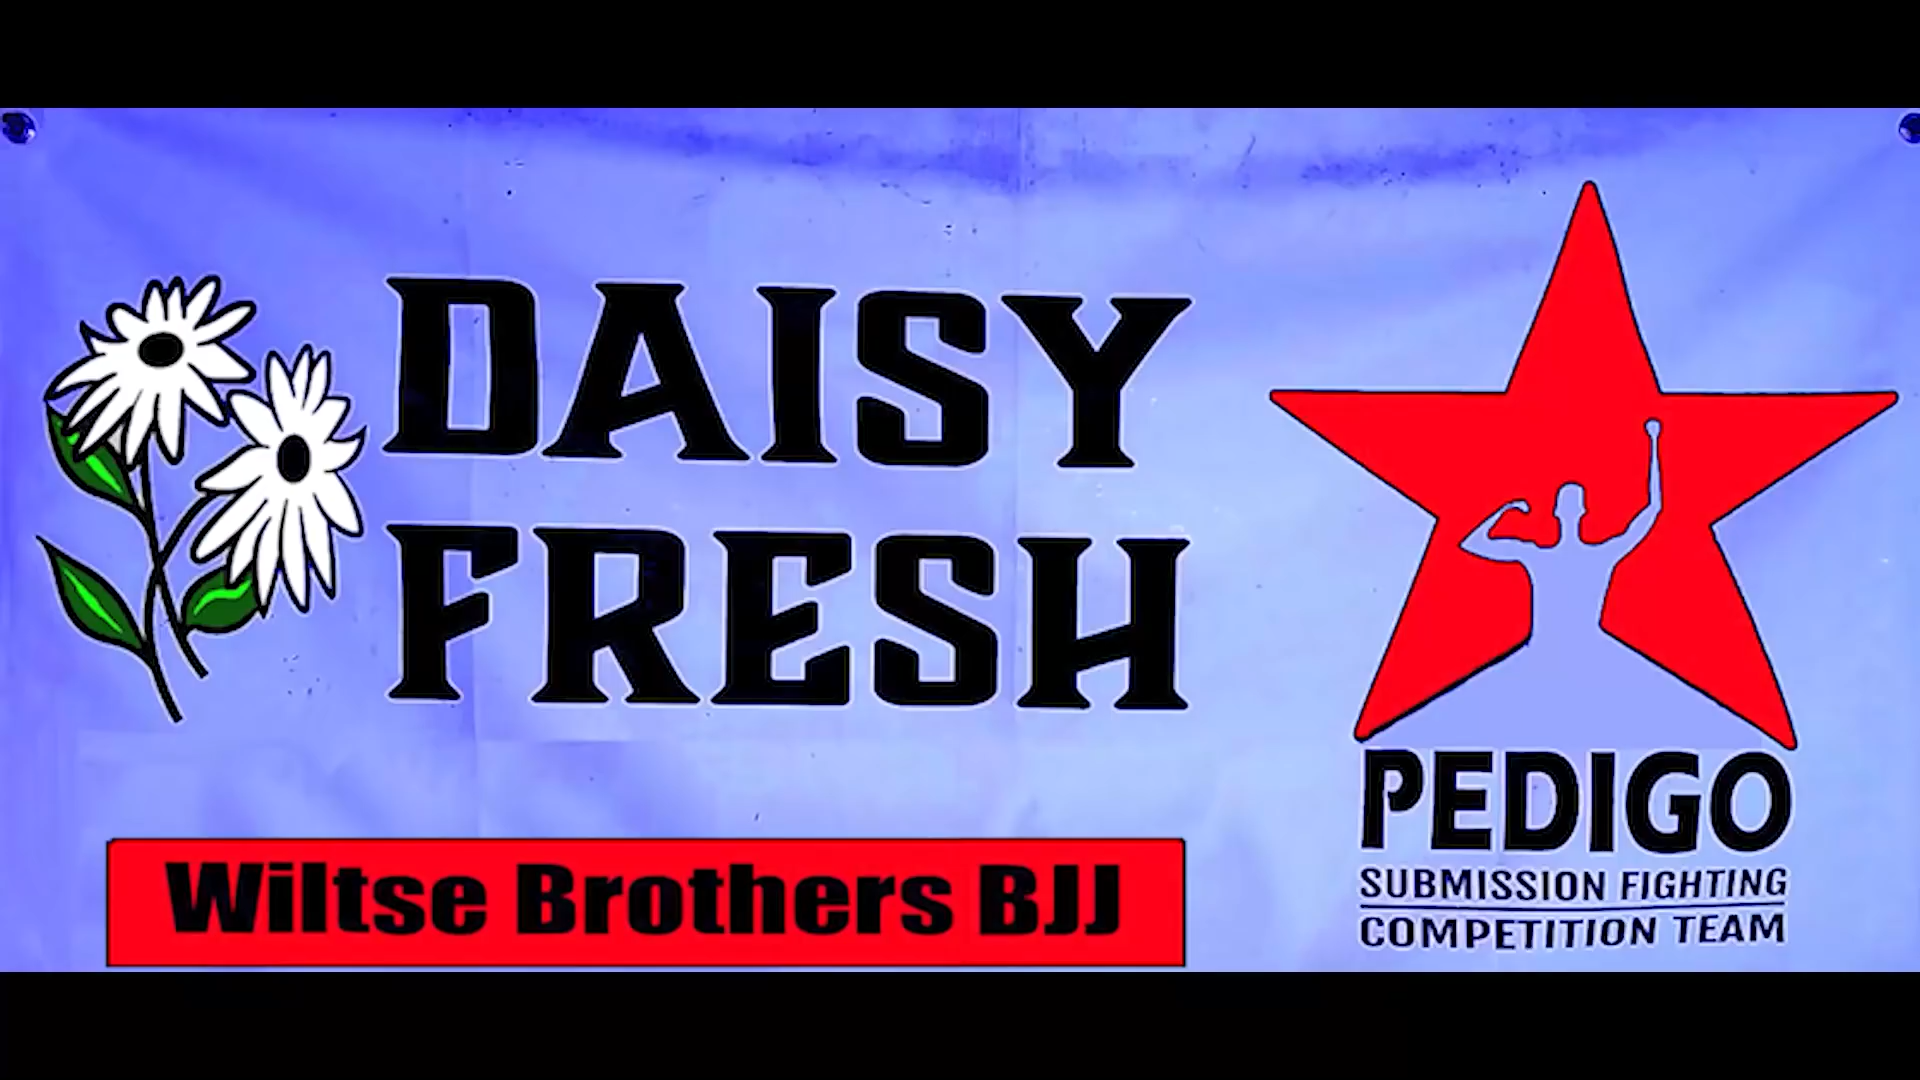 DAISY
FRESH
Wiltse Brothers BJJ
PEDIGO
SUBMISSION FIGHTING
COMPETITION TEAM